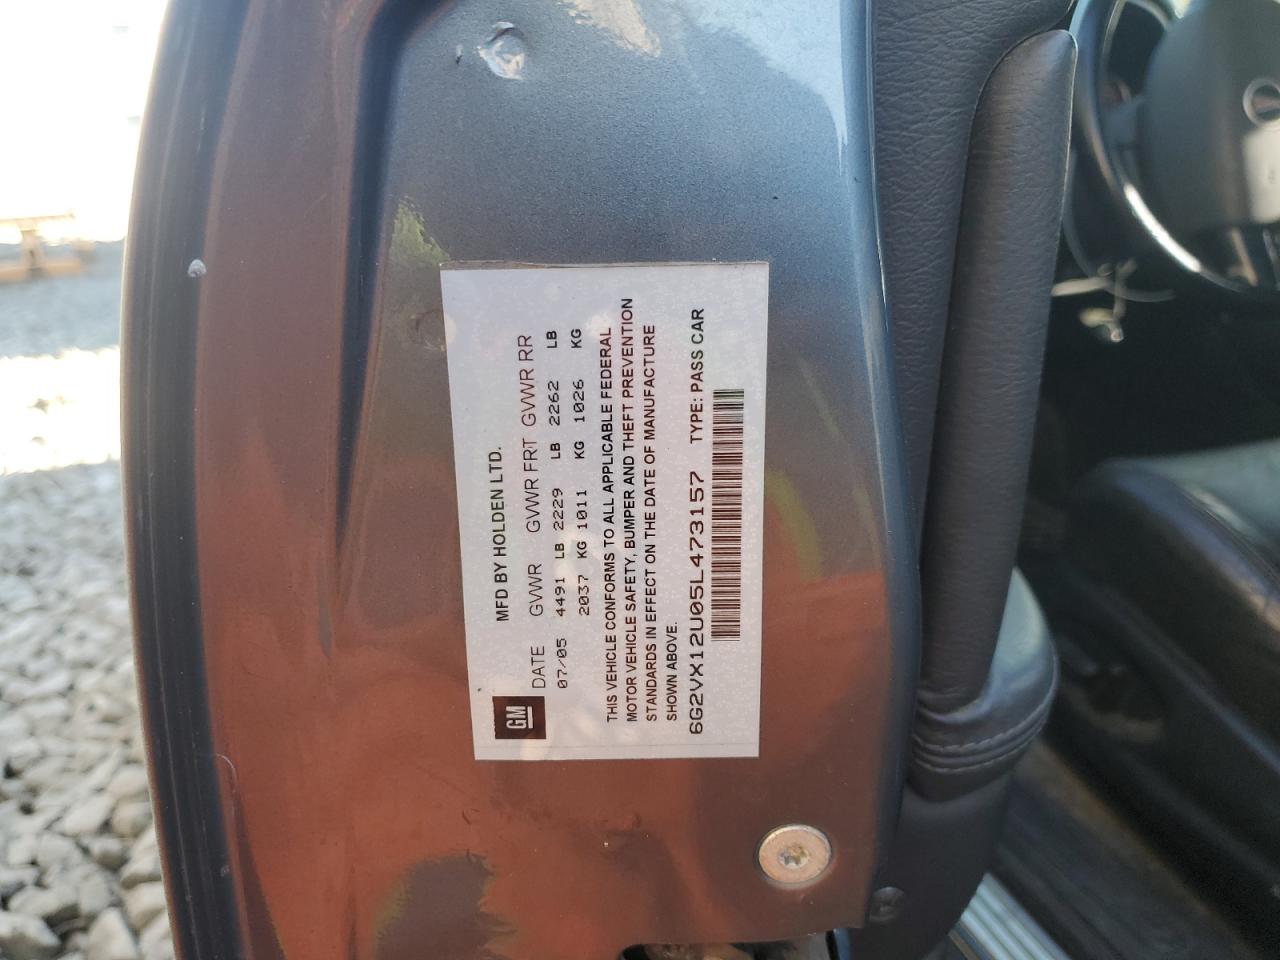 GM
MFD BY HOLDEN LTD.
DATE GVWR GVWR FRT GVWR RR
07/05 4491 LB 2229 LB 2262 LB
2037 KG 1011 KG 1026 KG
THIS VEHICLE CONFORMS TO ALL APPLICABLE FEDERAL
MOTOR VEHICLE SAFETY, BUMPER AND THEFT PREVENTION
STANDARDS IN EFFECT ON THE DATE OF MANUFACTURE
SHOWN ABOVE.
6G2VX12U05L473157 TYPE: PASS CAR